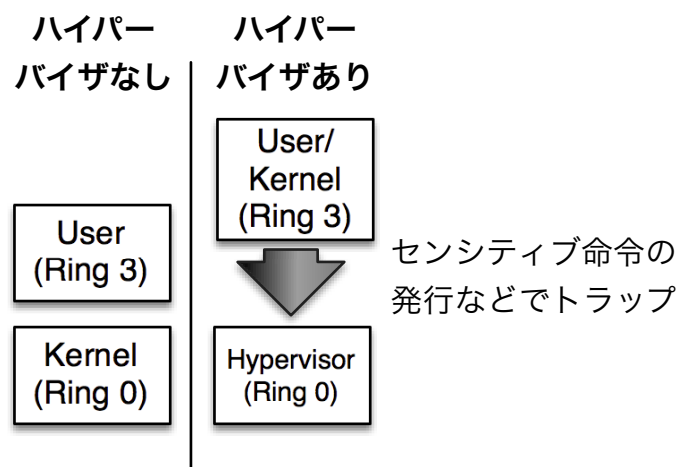 ハイパー
バイザなし
User
(Ring 3)
Kernel
(Ring 0)
ハイパー
バイザあり
User/
Kernel
(Ring 3)
Hypervisor
(Ring 0)
センシティブ命令の
発行などでトラップ